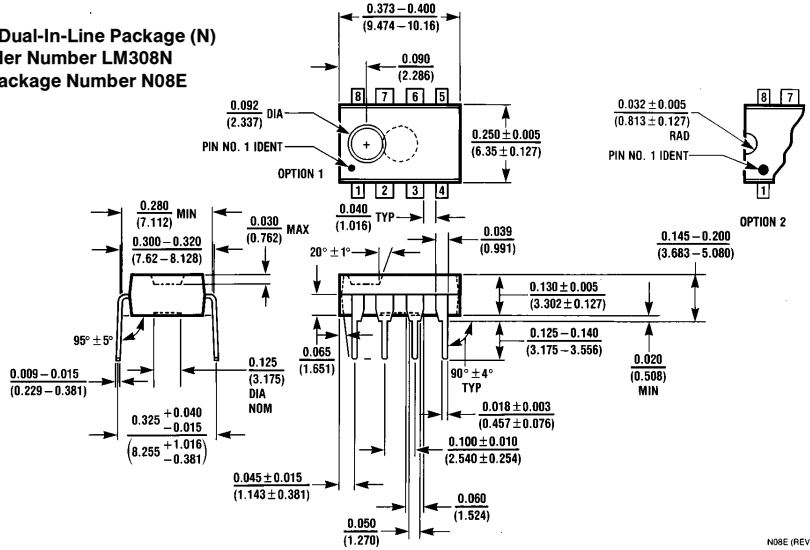 Dual-In-Line Package (N)
ler Number LM308N
ackage Number N08E
0.373 – 0.400
(9.474 – 10.16)
0.090
(2.286)
8 7 6 5
0.092 DIA
(2.337)
PIN NO. 1 IDENT
OPTION 1
1 2 3 4
0.250 ± 0.005
(6.35 ± 0.127)
0.032 ± 0.005
(0.813 ± 0.127)
RAD
PIN NO. 1 IDENT
8 7
1
OPTION 2
0.280 MIN
(7.112)
0.300 – 0.320
(7.62 – 8.128)
0.030 MAX
(0.762)
0.040 TYP
(1.016)
0.039
(0.991)
20° ± 1°
0.145 – 0.200
(3.683 – 5.080)
0.130 ± 0.005
(3.302 ± 0.127)
0.125 – 0.140
(3.175 – 3.556)
0.020
(0.508)
MIN
95° ± 5°
0.009 – 0.015
(0.229 – 0.381)
0.125
(3.175)
DIA
NOM
0.065
(1.651)
90° ± 4°
TYP
0.018 ± 0.003
(0.457 ± 0.076)
0.325 +0.040 −0.015
(8.255 +1.016 −0.381)
0.100 ± 0.010
(2.540 ± 0.254)
0.045 ± 0.015
(1.143 ± 0.381)
0.060
(1.524)
0.050
(1.270)
N08E (REV